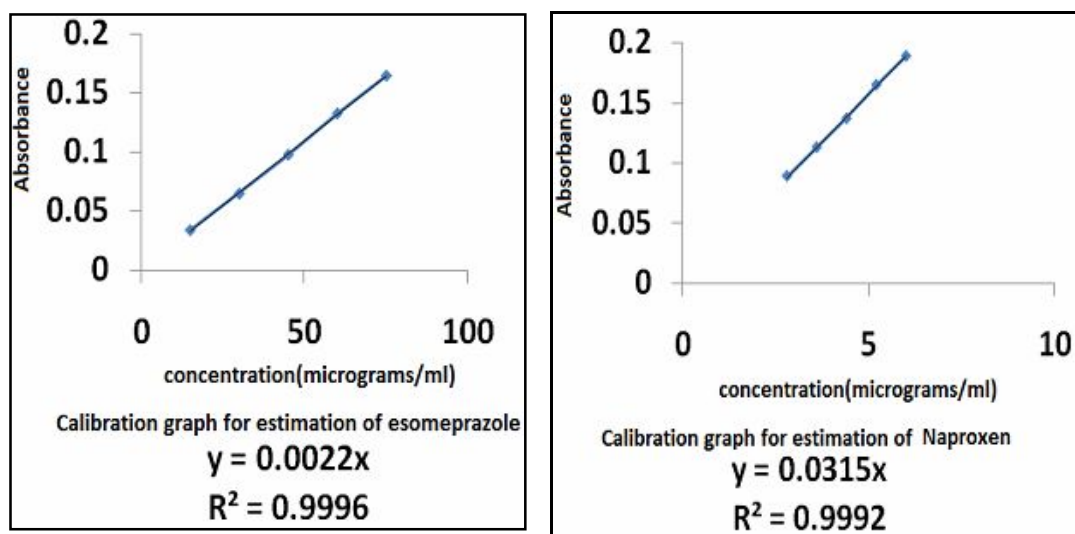 0.2
0.15
0.1
0.05
0
Absorbance
0 50 100
concentration(micrograms/ml)
Calibration graph for estimation of esomeprazole
y = 0.0022x
R² = 0.9996
0.2
0.15
0.1
0.05
0
Absorbance
0 5 10
concentration(micrograms/ml)
Calibration graph for estimation of Naproxen
y = 0.0315x
R² = 0.9992